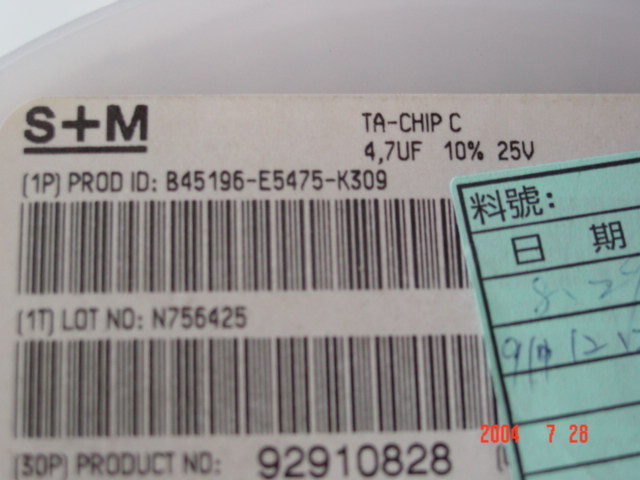 S+M
TA-CHIP C
4,7UF 10% 25V
(1P) PROD ID: B45196-E5475-K309
(1T) LOT NO: N756425
(30P) PRODUCT NO: 92910828
料號:
日 期
2004 7 28